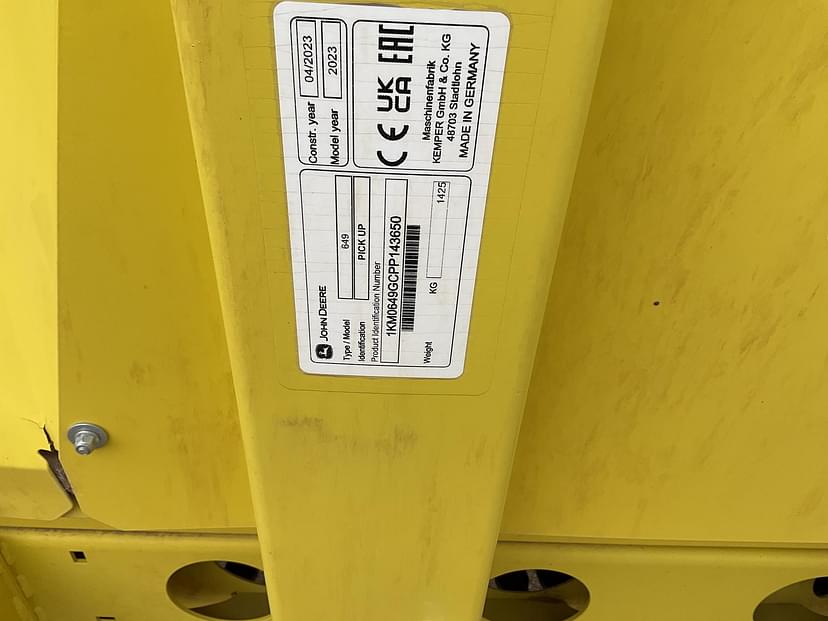 JOHN DEERE
Type / Model 649
Identification PICK UP
Product Identification Number
1KM0649GCPP143650
Weight KG 1425
Constr. year 04/2023
Model year 2023
CE UK CA EAC
Maschinenfabrik
KEMPER GmbH & Co. KG
48703 Stadtlohn
MADE IN GERMANY